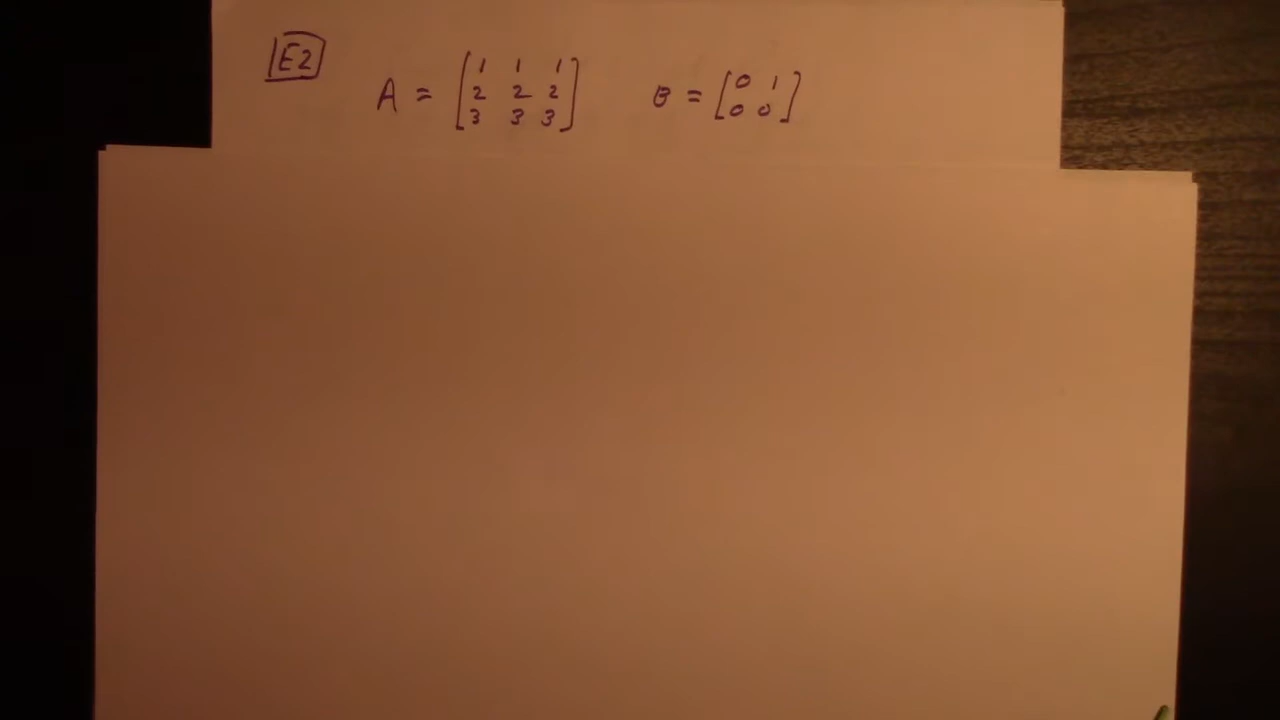 E2
A = [1 1 1
2 2 2
3 3 3]
B = [0 1
0 0]